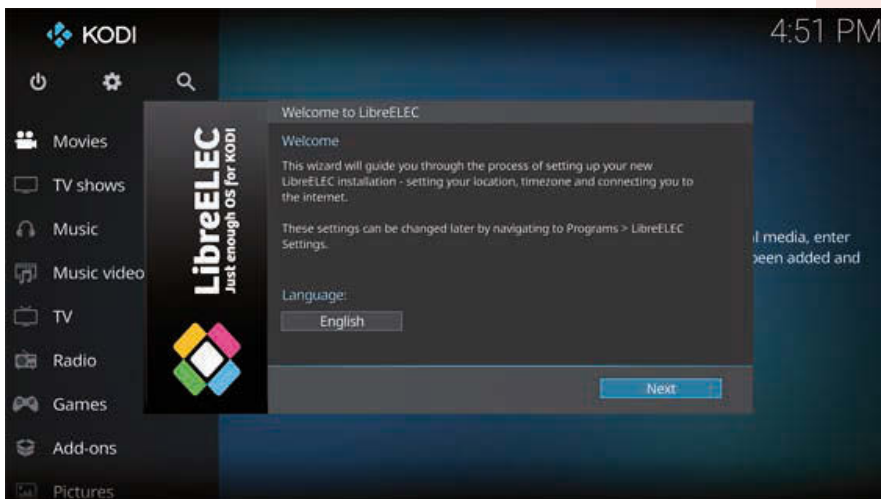 KODI
4:51 PM
Movies
TV shows
Music
Music video
TV
Radio
Games
Add-ons
Pictures
LibreELEC
Just enough OS for KODI
Welcome to LibreELEC
Welcome
This wizard will guide you through the process of setting up your new
LibreELEC installation - setting your location, timezone and connecting you to
the internet.
These settings can be changed later by navigating to Programs > LibreELEC
Settings.
Language:
English
Next
l media, enter
been added and